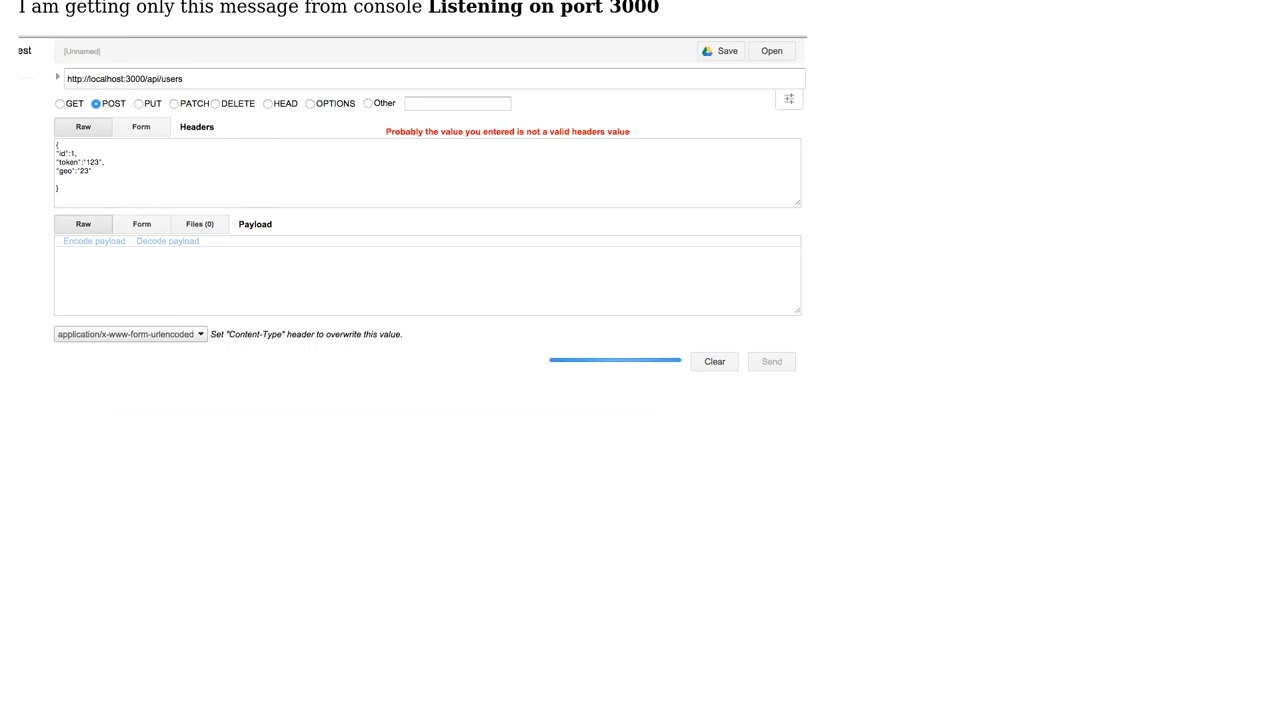 I am getting only this message from console Listening on port 3000
est
[Unnamed]
Save
Open
http://localhost:3000/api/users
GET POST PUT PATCH DELETE HEAD OPTIONS Other
Raw Form Headers
Probably the value you entered is not a valid headers value
{
"id":1,
"token":"123",
"geo":"23"
}
Raw Form Files (0) Payload
Encode payload Decode payload
application/x-www-form-urlencoded Set "Content-Type" header to overwrite this value.
Clear Send